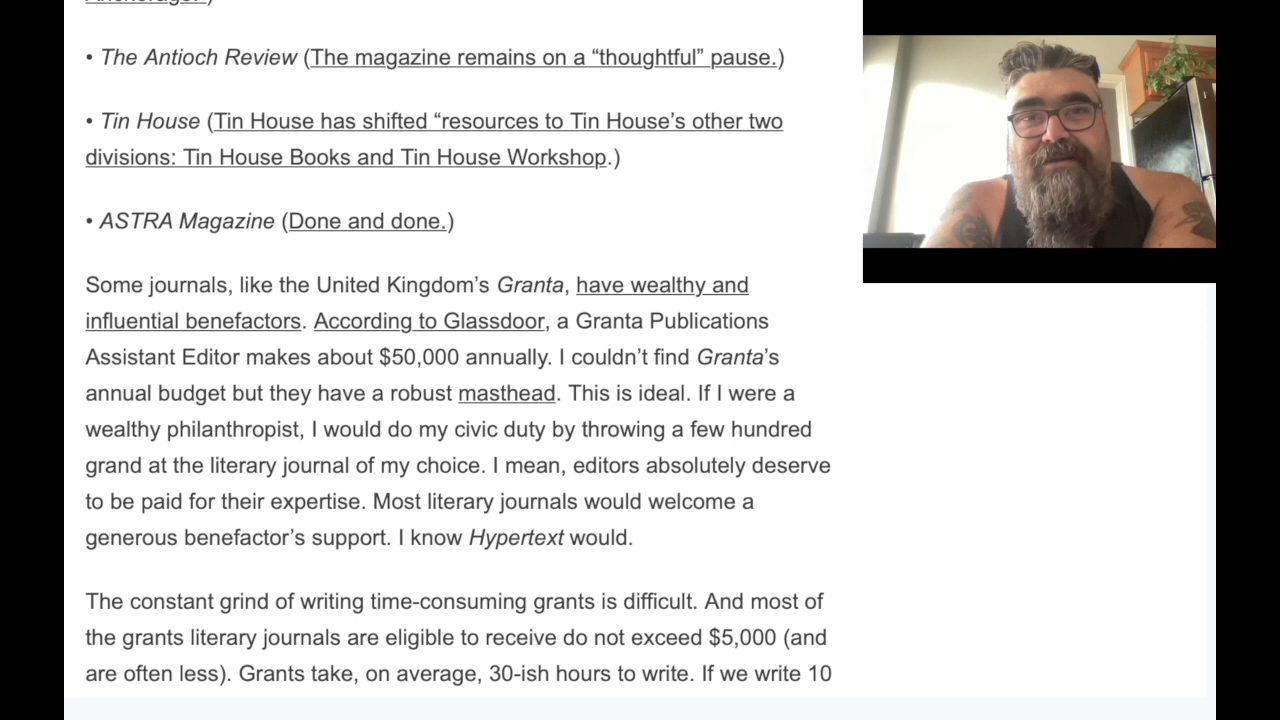 • The Antioch Review (The magazine remains on a “thoughtful” pause.)
• Tin House (Tin House has shifted “resources to Tin House’s other two
divisions: Tin House Books and Tin House Workshop.)
• ASTRA Magazine (Done and done.)
Some journals, like the United Kingdom’s Granta, have wealthy and
influential benefactors. According to Glassdoor, a Granta Publications
Assistant Editor makes about $50,000 annually. I couldn’t find Granta’s
annual budget but they have a robust masthead. This is ideal. If I were a
wealthy philanthropist, I would do my civic duty by throwing a few hundred
grand at the literary journal of my choice. I mean, editors absolutely deserve
to be paid for their expertise. Most literary journals would welcome a
generous benefactor’s support. I know Hypertext would.
The constant grind of writing time-consuming grants is difficult. And most of
the grants literary journals are eligible to receive do not exceed $5,000 (and
are often less). Grants take, on average, 30-ish hours to write. If we write 10